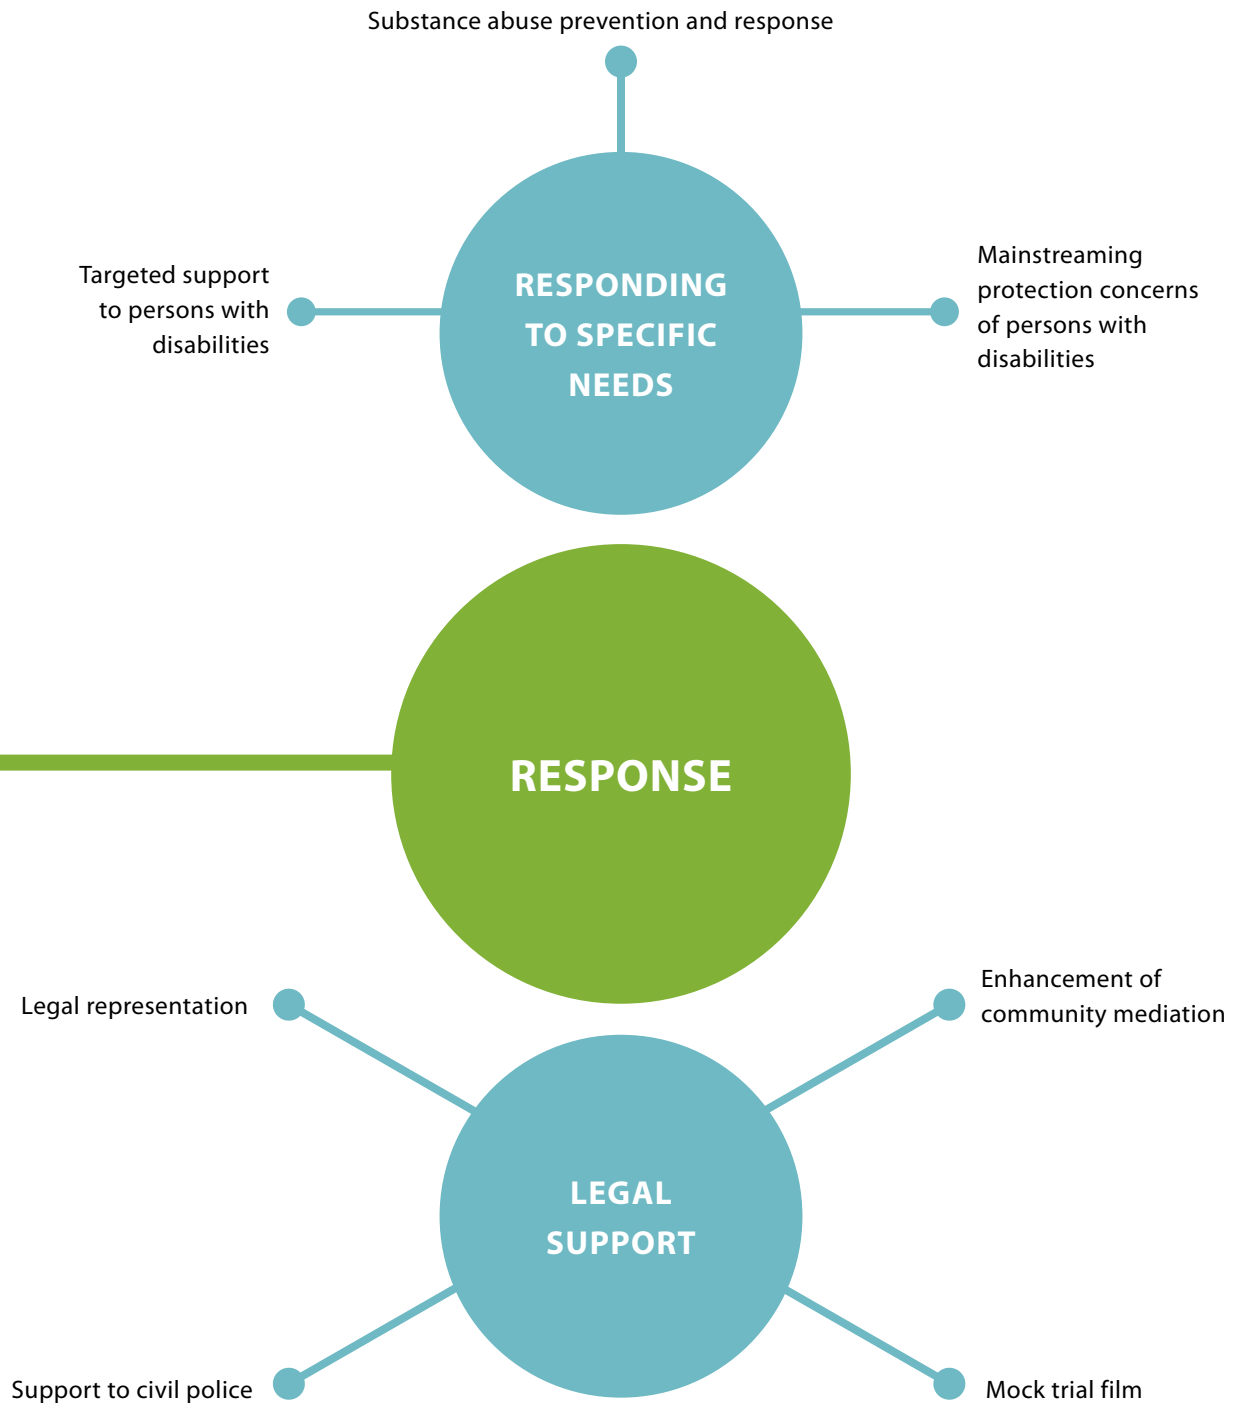 Substance abuse prevention and response
Targeted support
to persons with
disabilities
RESPONDING
TO SPECIFIC
NEEDS
Mainstreaming
protection concerns
of persons with
disabilities
RESPONSE
Legal representation
Enhancement of
community mediation
LEGAL
SUPPORT
Support to civil police
Mock trial film